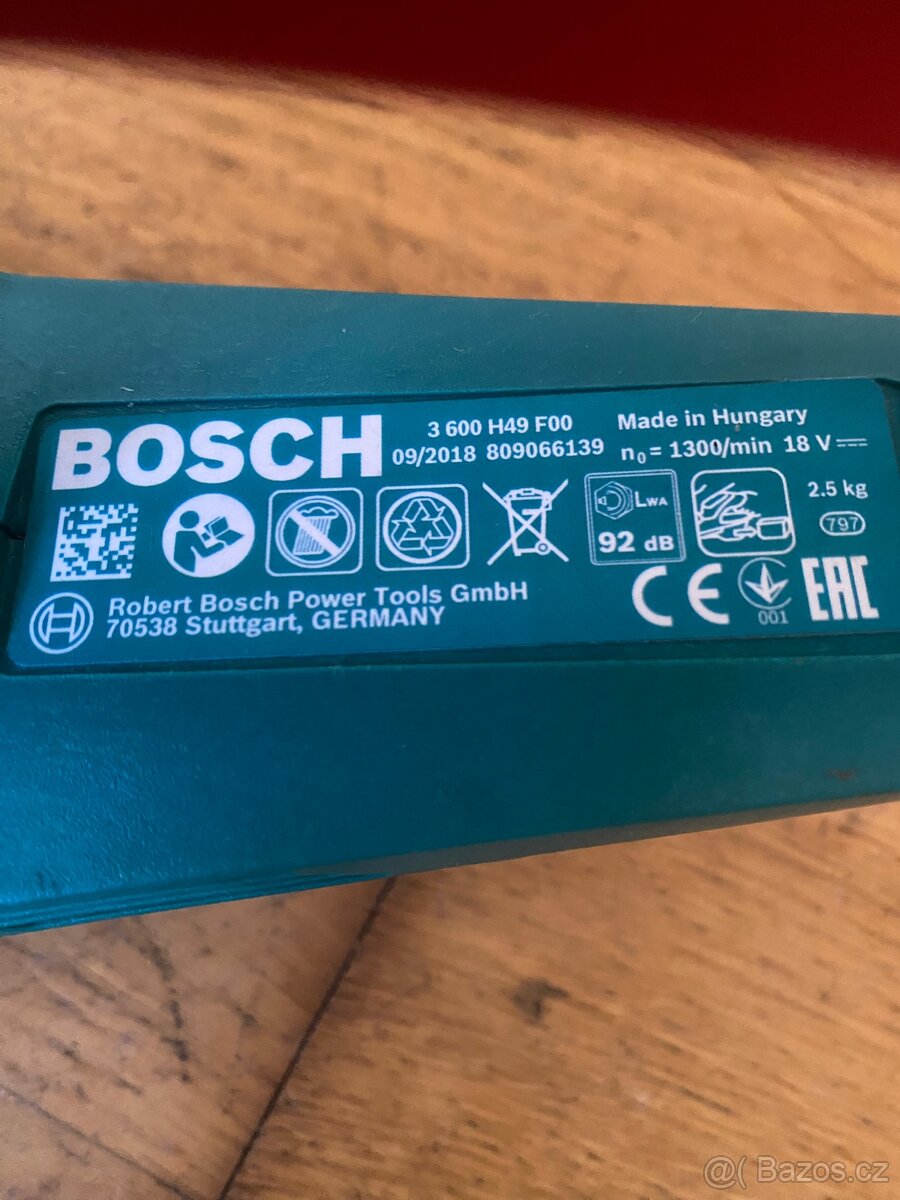 BOSCH
3 600 H49 F00
09/2018 809066139
Made in Hungary
n₀ = 1300/min 18 V
2.5 kg
797
LWA
92 dB
Robert Bosch Power Tools GmbH
70538 Stuttgart, GERMANY
CE
001
EAC
@( Bazos.cz